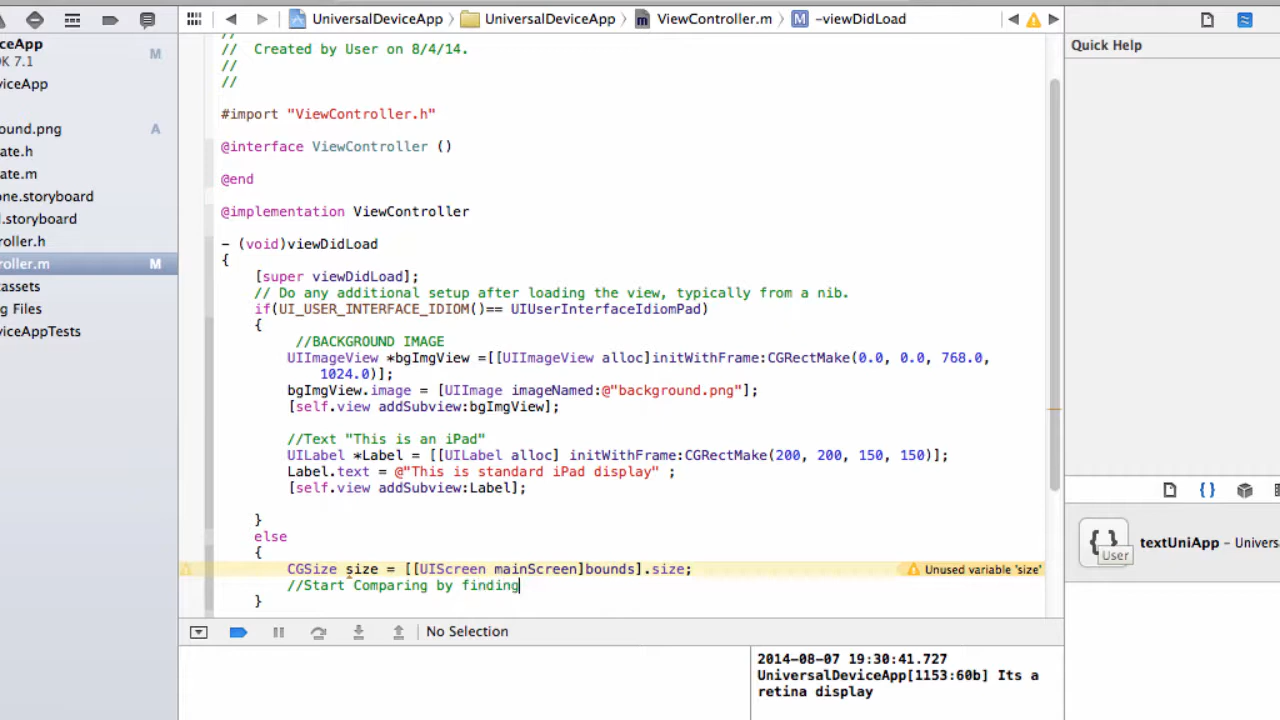 UniversalDeviceApp UniversalDeviceApp ViewController.m M -viewDidLoad
Quick Help
ceApp
M
K 7.1
iceApp
ound.png
A
ate.h
ate.m
one.storyboard
.storyboard
roller.h
roller.m
M
assets
g Files
iceAppTests
//
// Created by User on 8/4/14.
//
//
#import "ViewController.h"
@interface ViewController ()
@end
@implementation ViewController
- (void)viewDidLoad
{
[super viewDidLoad];
// Do any additional setup after loading the view, typically from a nib.
if(UI_USER_INTERFACE_IDIOM()== UIUserInterfaceIdiomPad)
{
//BACKGROUND IMAGE
UIImageView *bgImgView =[[UIImageView alloc]initWithFrame:CGRectMake(0.0, 0.0, 768.0,
1024.0)];
bgImgView.image = [UIImage imageNamed:@"background.png"];
[self.view addSubview:bgImgView];
//Text "This is an iPad"
UILabel *Label = [[UILabel alloc] initWithFrame:CGRectMake(200, 200, 150, 150)];
Label.text = @"This is standard iPad display" ;
[self.view addSubview:Label];
}
else
{
CGSize size = [[UIScreen mainScreen]bounds].size;
Unused variable 'size'
//Start Comparing by finding
}
No Selection
2014-08-07 19:30:41.727
UniversalDeviceApp[1153:60b] Its a
retina display
{ }
{ }
textUniApp – Univers
User